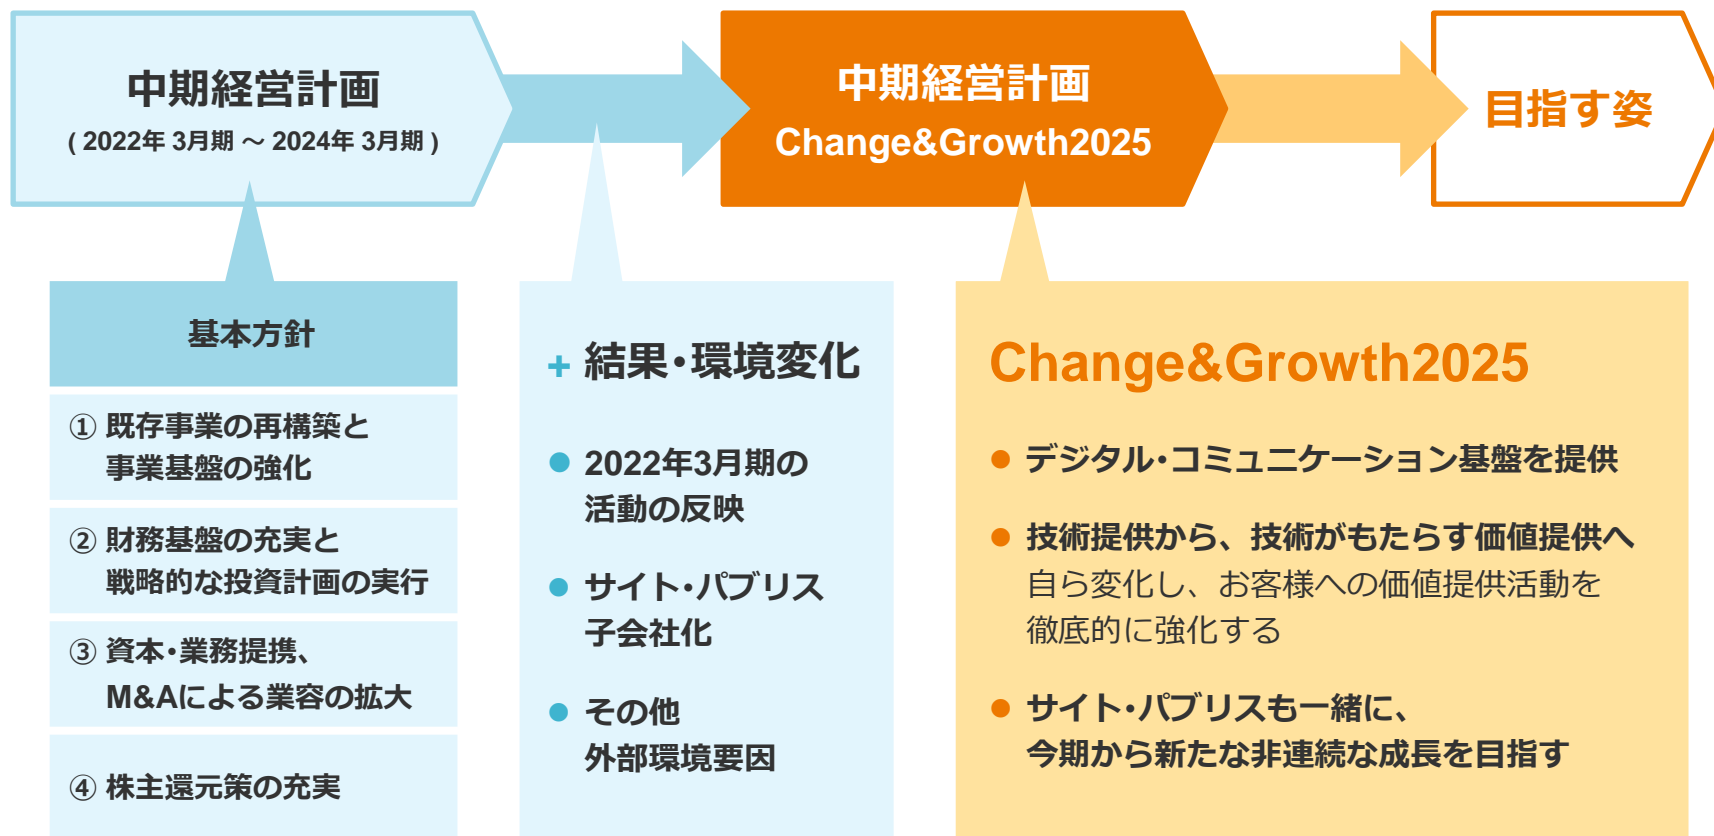 中期経営計画
( 2022年 3月期 ～ 2024年 3月期 )
中期経営計画
Change&Growth2025
目指す姿
基本方針
① 既存事業の再構築と
事業基盤の強化
② 財務基盤の充実と
戦略的な投資計画の実行
③ 資本・業務提携、
M&Aによる業容の拡大
④ 株主還元策の充実
+ 結果・環境変化
● 2022年3月期の
活動の反映
● サイト・パブリス
子会社化
● その他
外部環境要因
Change&Growth2025
● デジタル・コミュニケーション基盤を提供
● 技術提供から、技術がもたらす価値提供へ
自ら変化し、お客様への価値提供活動を
徹底的に強化する
● サイト・パブリスも一緒に、
今期から新たな非連続な成長を目指す